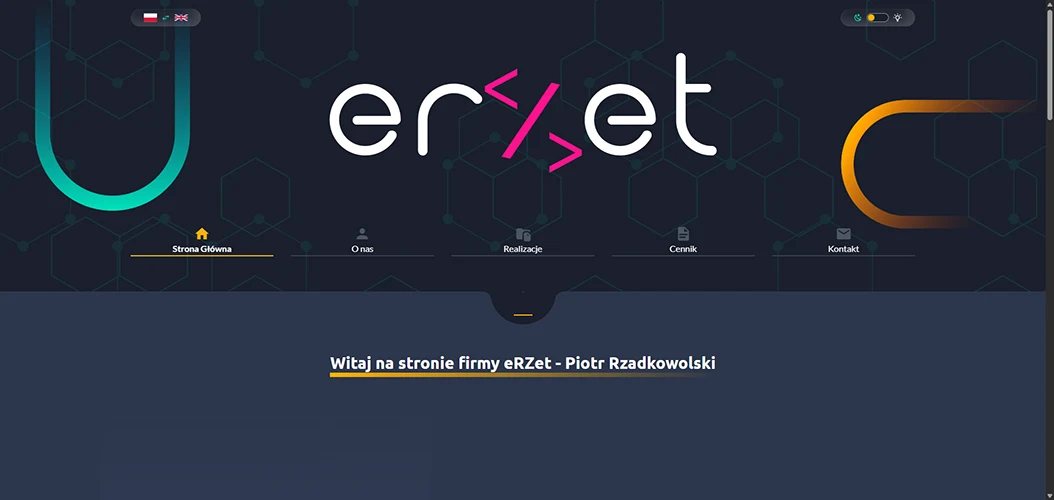 er</>et
Strona Główna
O nas
Realizacje
Cennik
Kontakt
Witaj na stronie firmy eRZet - Piotr Rzadkowolski